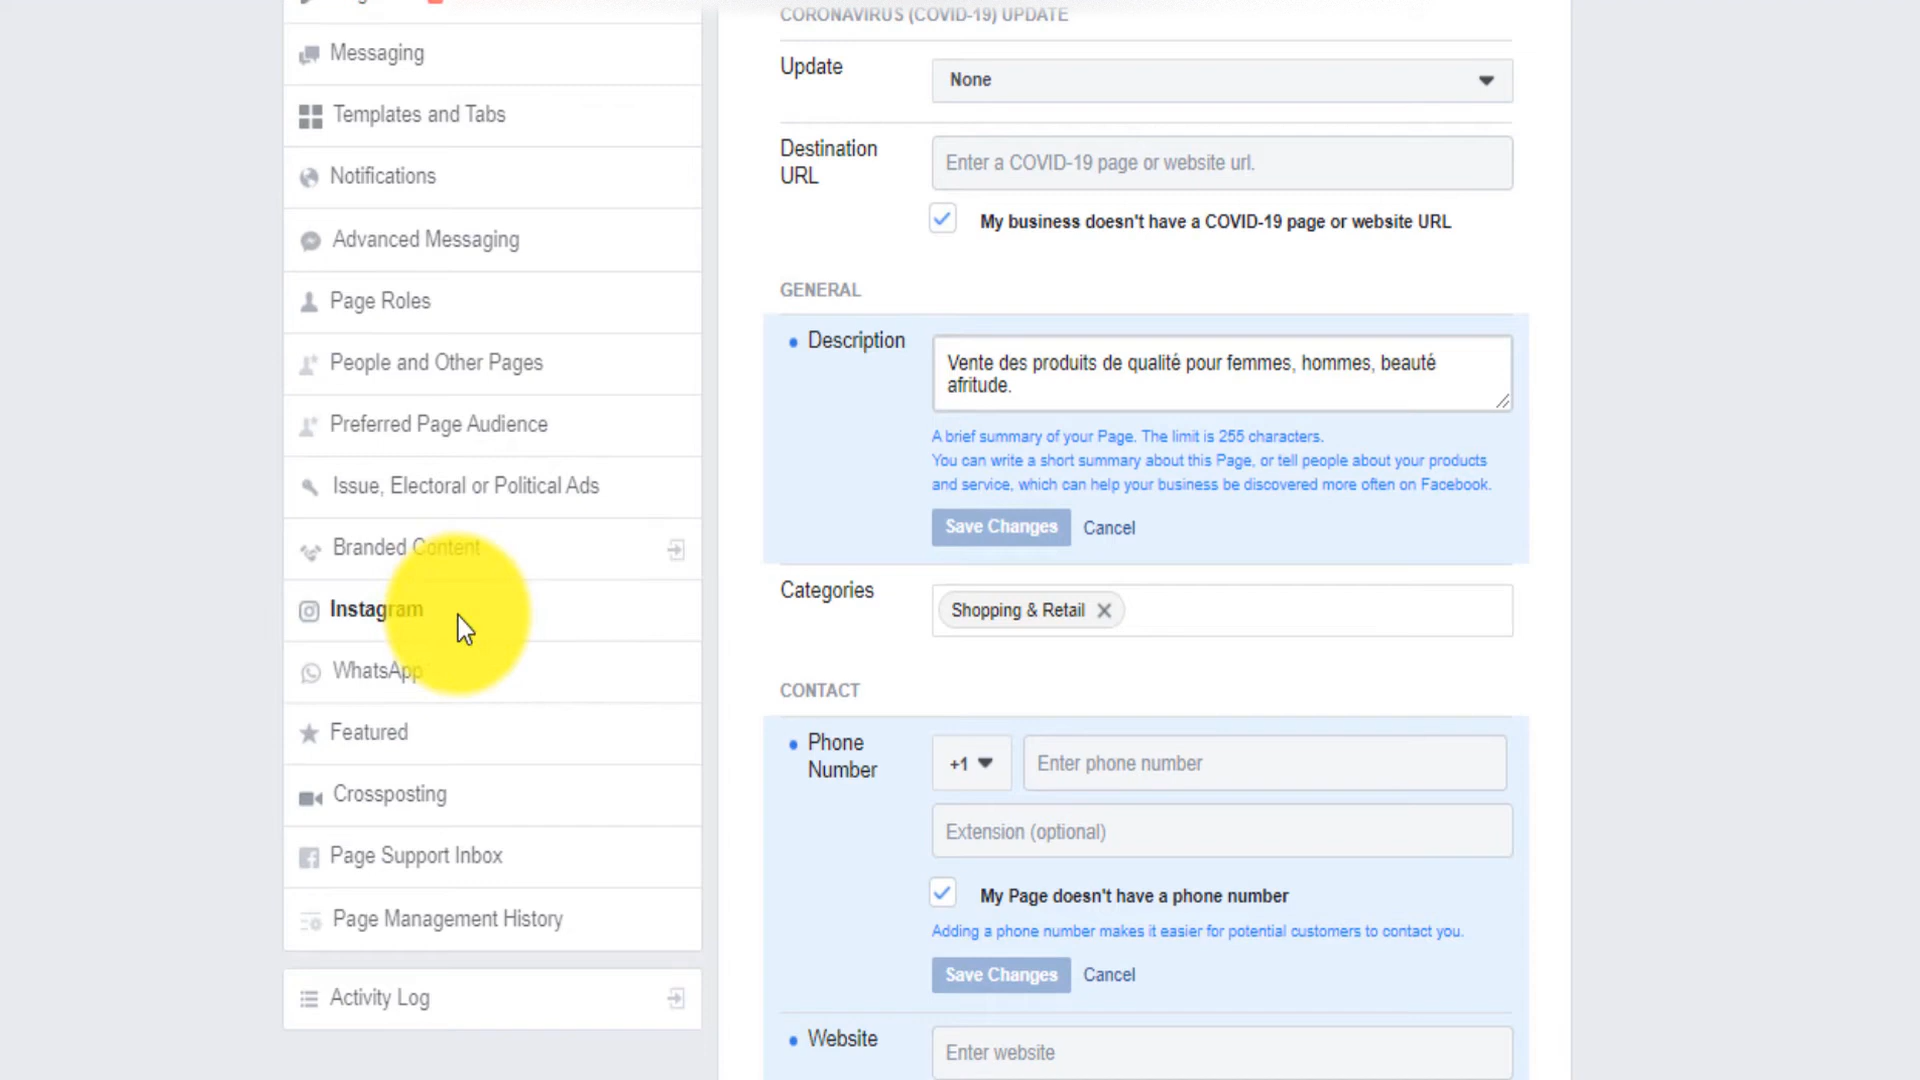 Messaging
Templates and Tabs
Notifications
Advanced Messaging
Page Roles
People and Other Pages
Preferred Page Audience
Issue, Electoral or Political Ads
Branded Content
Instagram
WhatsApp
Featured
Crossposting
Page Support Inbox
Page Management History
Activity Log
CORONAVIRUS (COVID-19) UPDATE
Update
None
Destination
URL
Enter a COVID-19 page or website url.
My business doesn't have a COVID-19 page or website URL
GENERAL
Description
Vente des produits de qualité pour femmes, hommes, beauté
afritude.
A brief summary of your Page. The limit is 255 characters.
You can write a short summary about this Page, or tell people about your products
and service, which can help your business be discovered more often on Facebook.
Save Changes Cancel
Categories
Shopping & Retail
CONTACT
Phone
Number
+1
Enter phone number
Extension (optional)
My Page doesn't have a phone number
Adding a phone number makes it easier for potential customers to contact you.
Save Changes Cancel
Website
Enter website